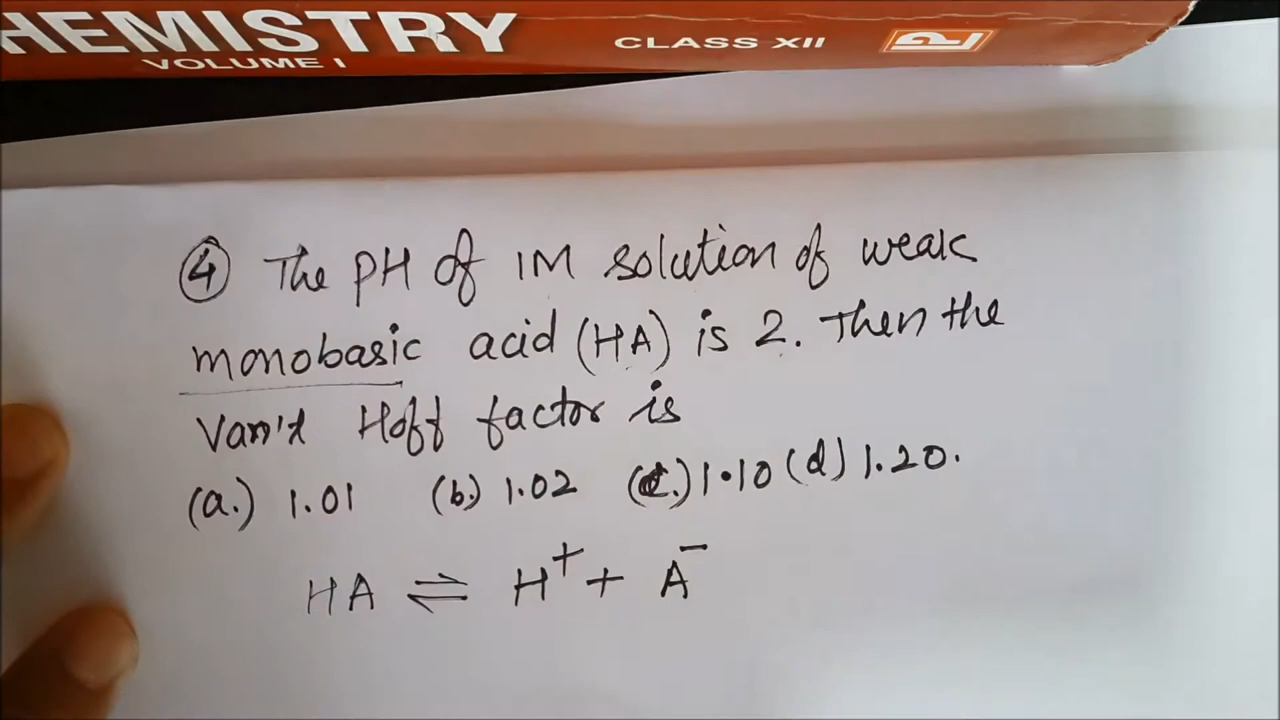 HEMISTRY
VOLUME I
CLASS XII
④ The PH of 1M solution of weak
monobasic acid (HA) is 2. Then the
Van't Hoff factor is
(a.) 1.01 (b.) 1.02 (c.) 1.10 (d) 1.20.
HA ⇌ H⁺ + A⁻